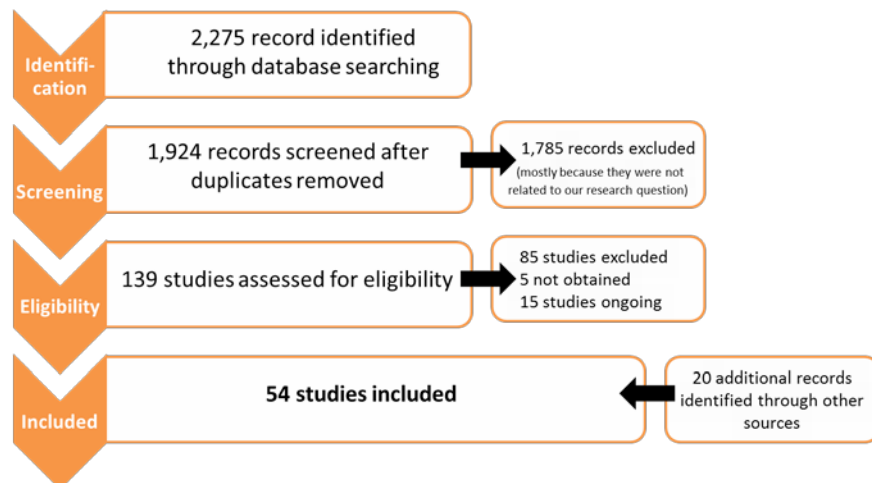 Identifi-
cation
2,275 record identified
through database searching
Screening
1,924 records screened after
duplicates removed
1,785 records excluded
(mostly because they were not
related to our research question)
Eligibility
139 studies assessed for eligibility
85 studies excluded
5 not obtained
15 studies ongoing
Included
54 studies included
20 additional records
identified through other
sources